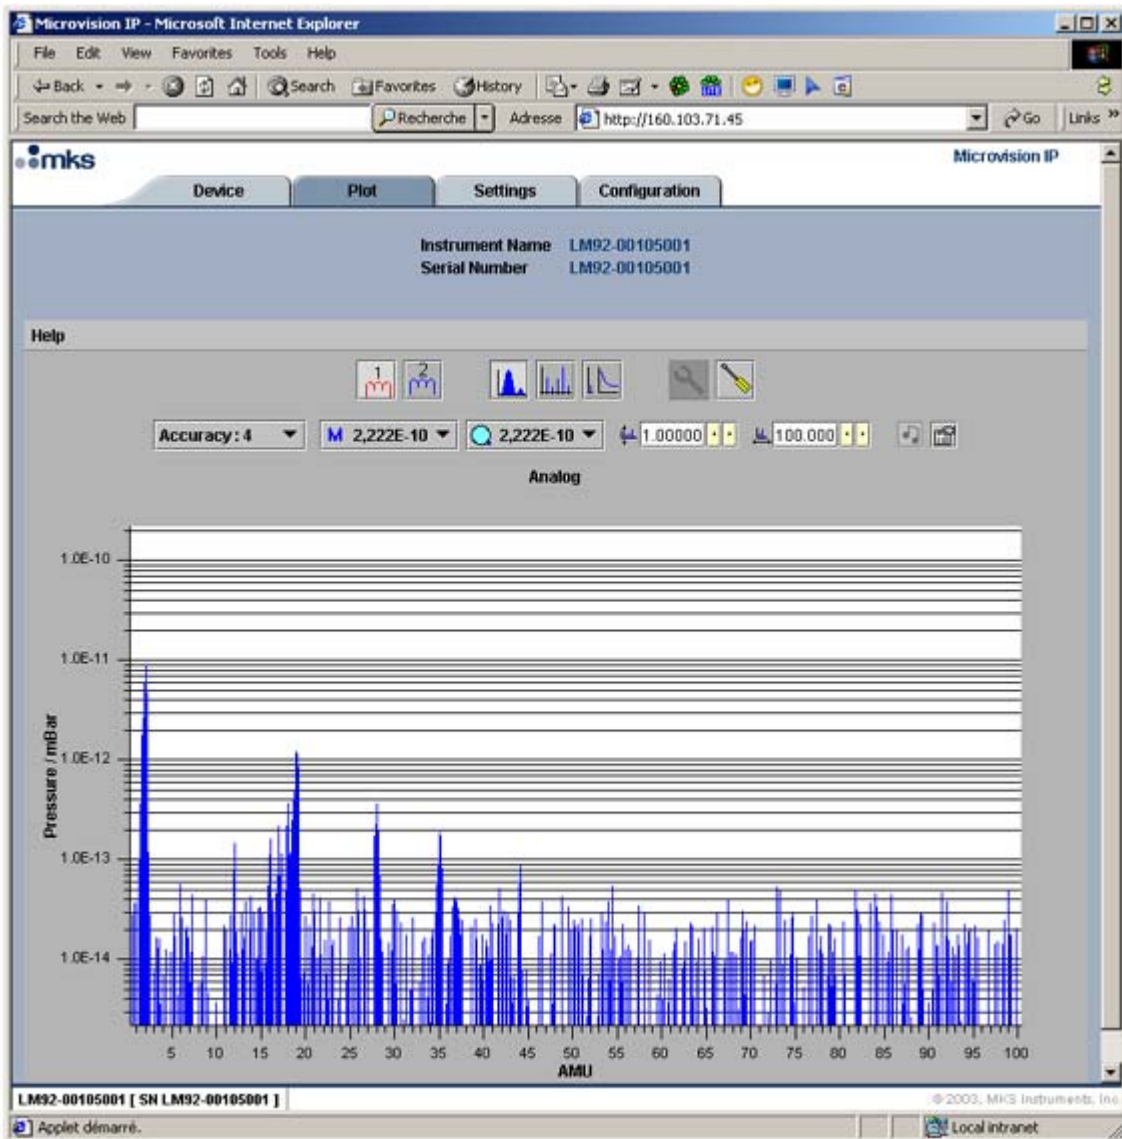 Microvision IP - Microsoft Internet Explorer
File Edit View Favorites Tools Help
Back Search Favorites History
Search the Web Recherche Adresse http://160.103.71.45 Go Links »
mks Microvision IP
Device Plot Settings Configuration
Instrument Name LM92-00105001
Serial Number LM92-00105001
Help
1 2
Accuracy: 4 M 2,222E-10 2,222E-10 1.00000 100.000
Analog
1.0E-10
1.0E-11
1.0E-12
1.0E-13
1.0E-14
Pressure / mBar
5 10 15 20 25 30 35 40 45 50 55 60 65 70 75 80 85 90 95 100
AMU
LM92-00105001 [ SN LM92-00105001 ] © 2003, MKS Instruments, Inc.
Applet démarré. Local intranet